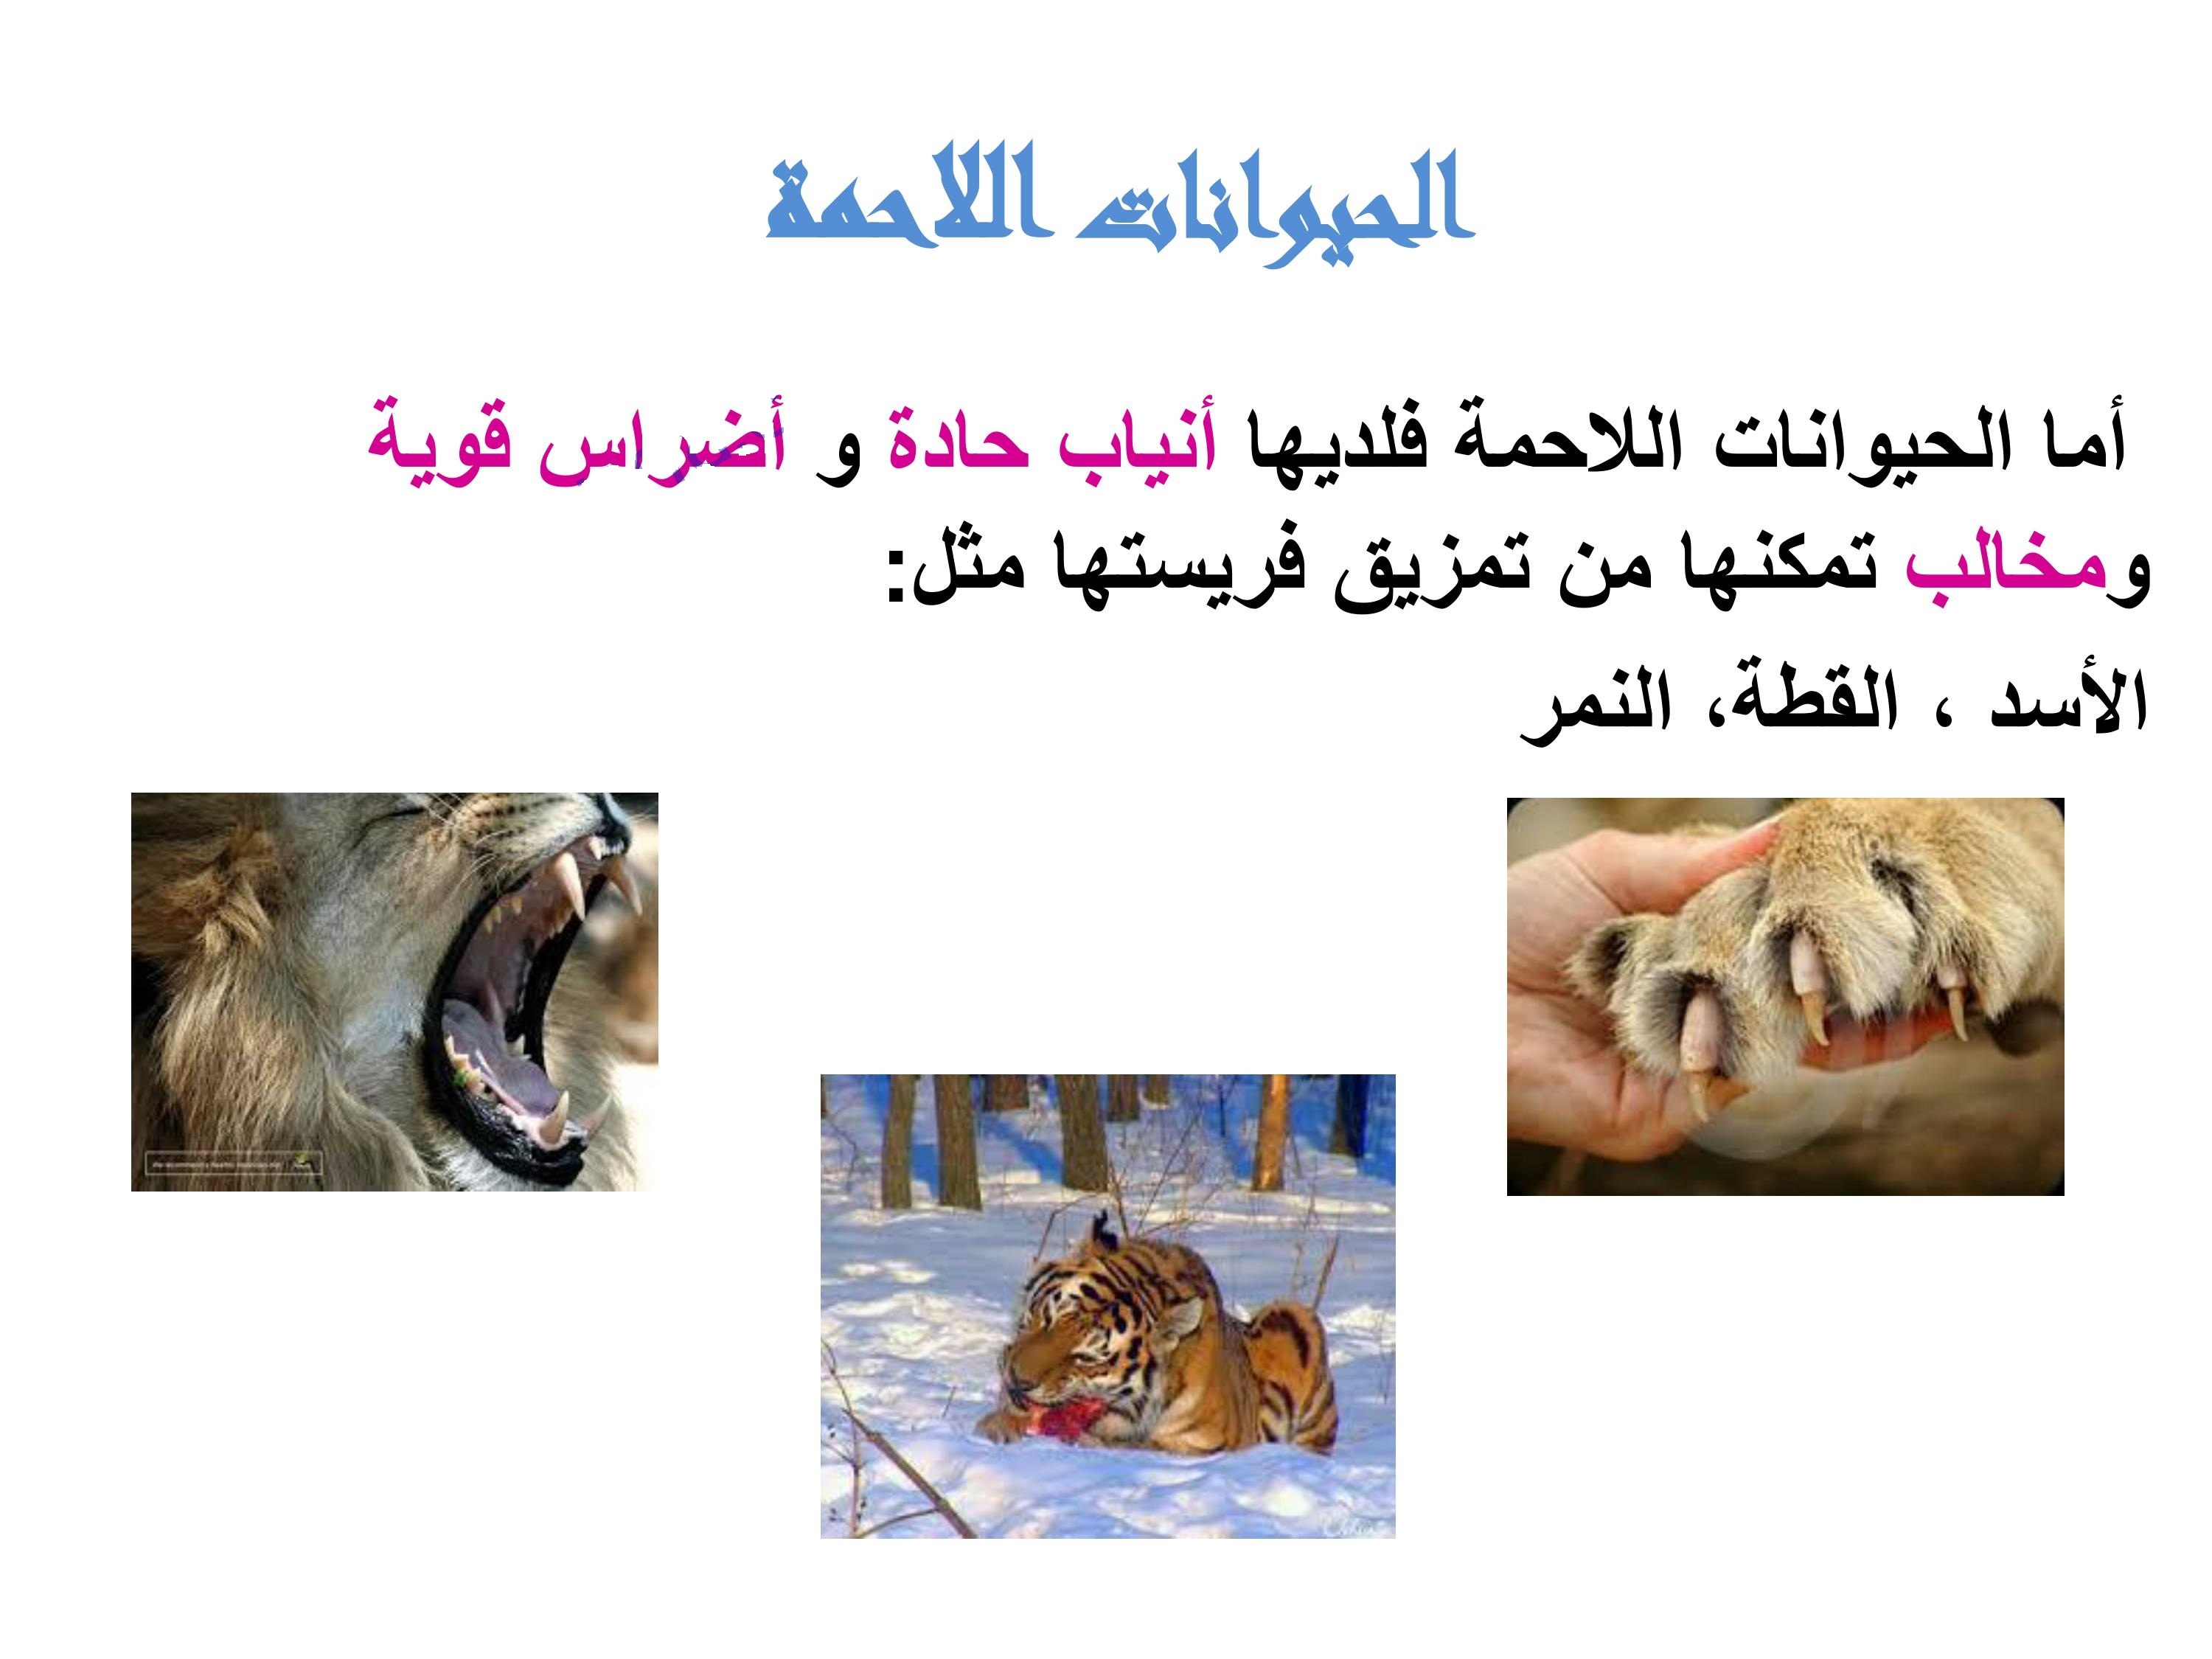 الحيوانات اللاحمة
أما الحيوانات اللاحمة فلديها أنياب حادة و أضراس قوية
ومخالب تمكنها من تمزيق فريستها مثل:
الأسد ، القطة، النمر